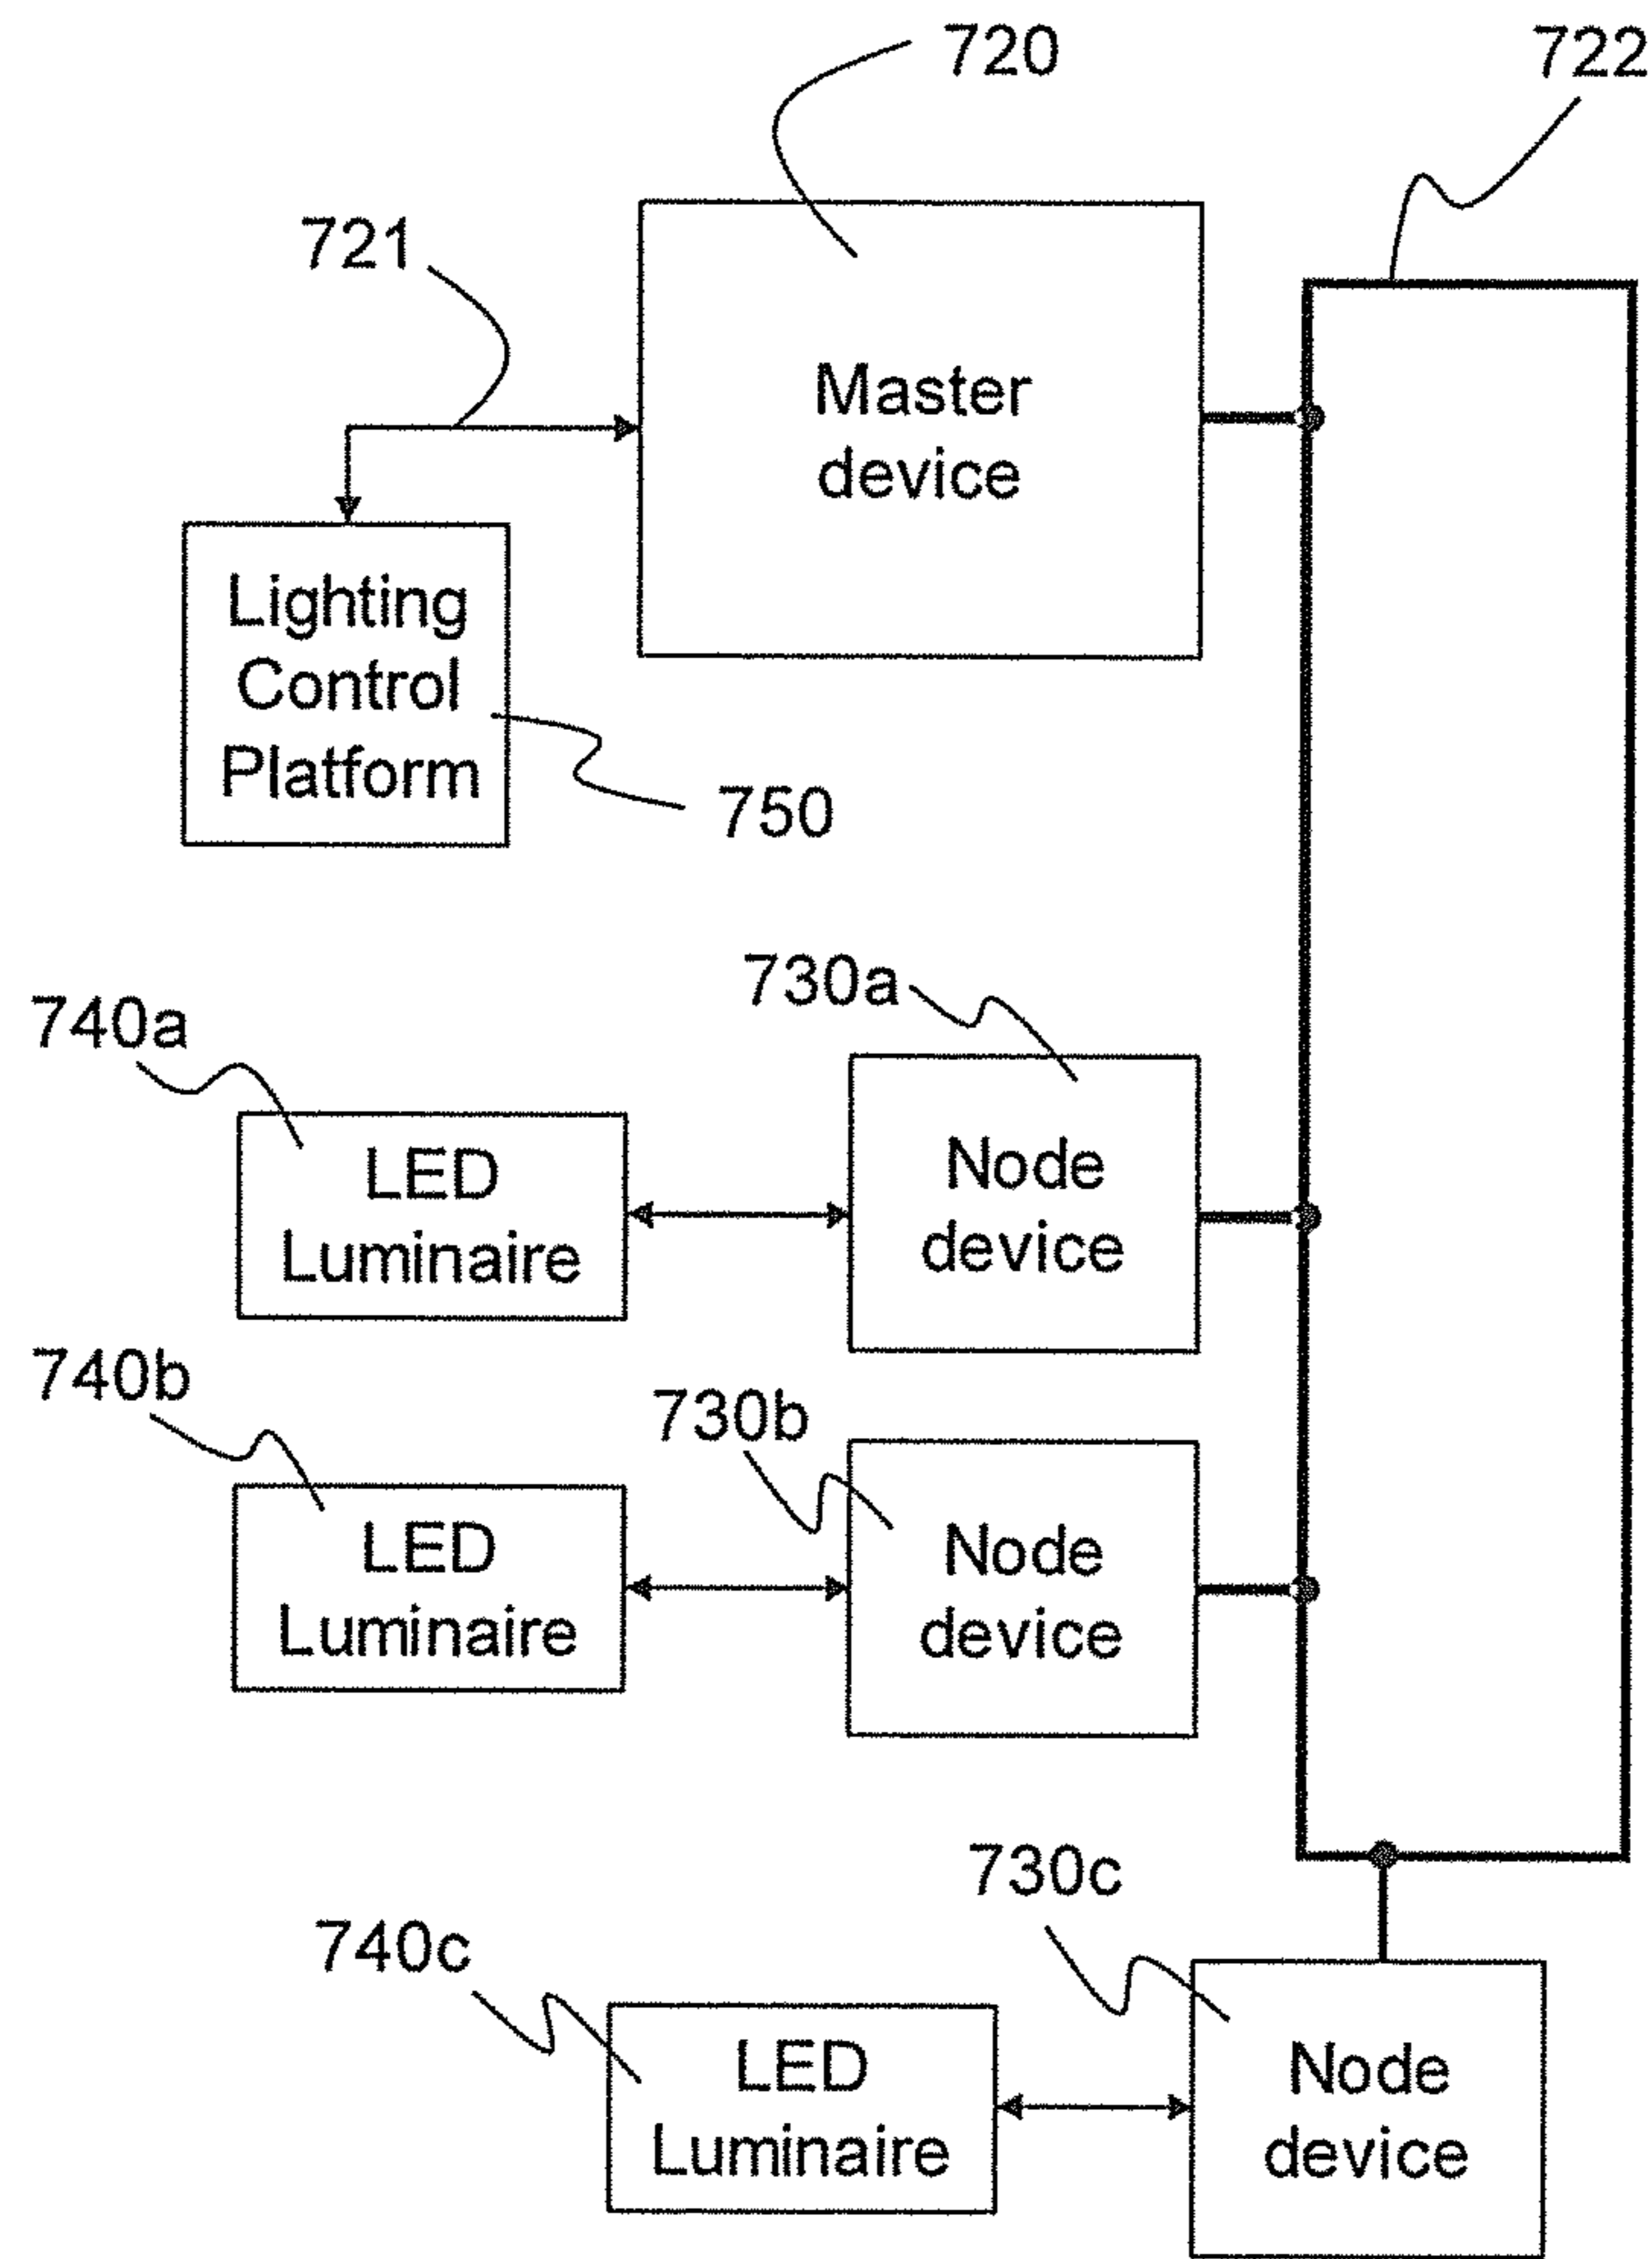 720
722
721
Master
device
Lighting
Control
Platform
750
730a
740a
Node
device
LED
Luminaire
740b
730b
Node
device
LED
Luminaire
730c
740c
Node
device
LED
Luminaire